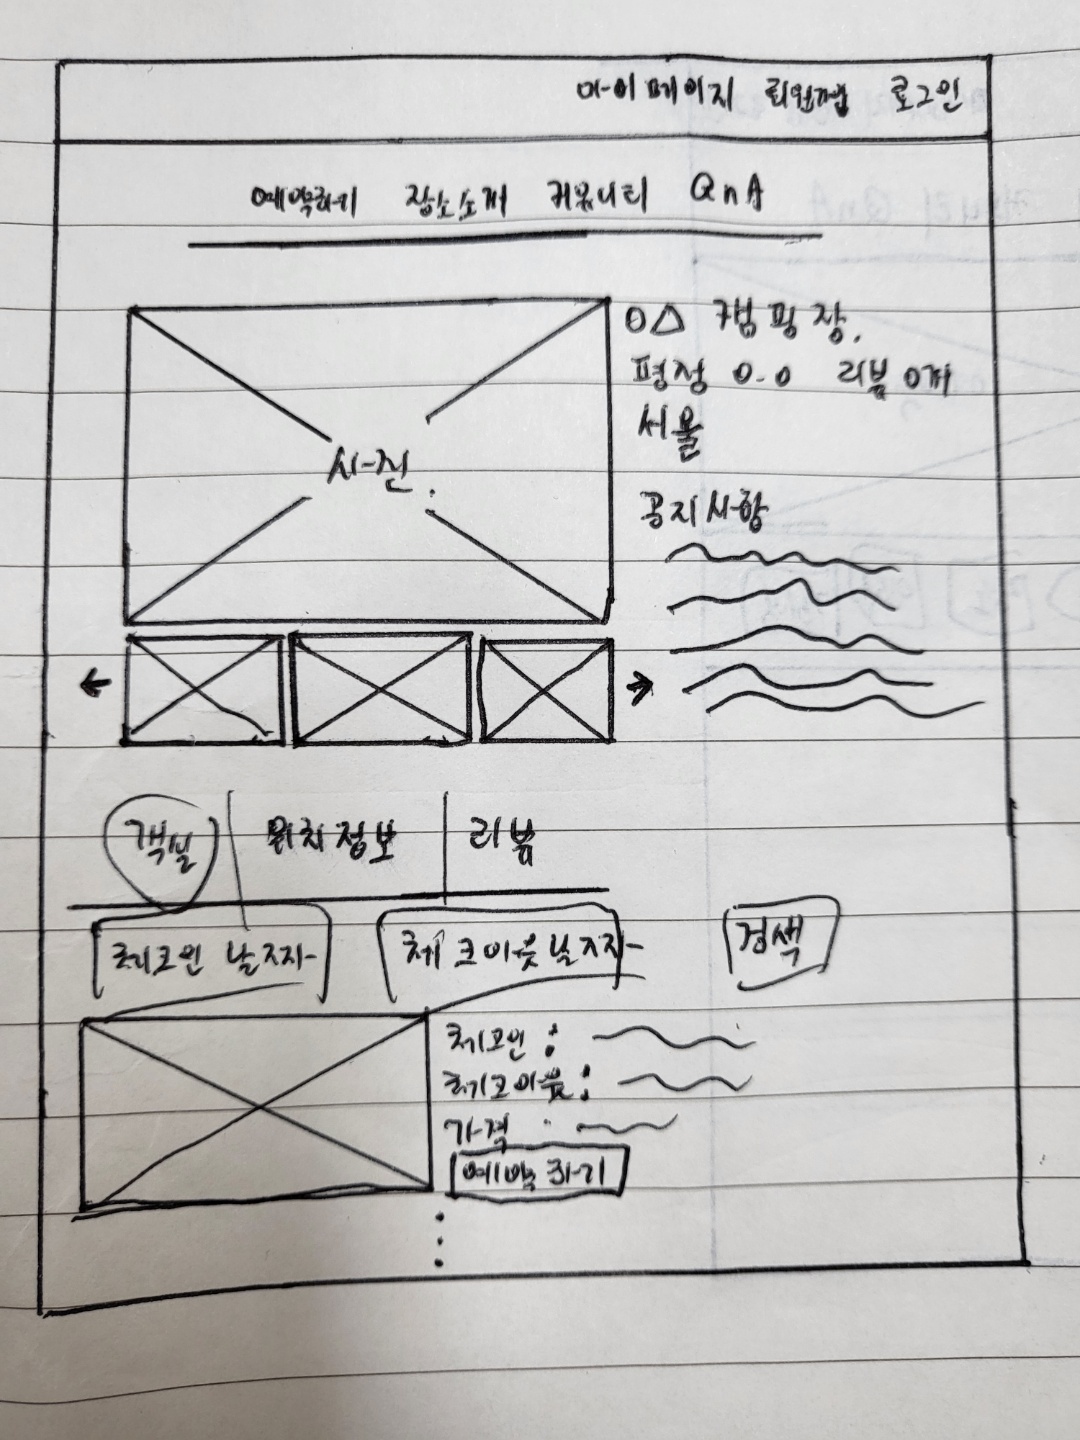 마이페이지 회원가입 로그인
예약하기 장소소개 커뮤니티 QnA
O△ 캠핑장.
평점 0.0 리뷰 0개
서울
사진
공지사항
← →
객실 위치정보 리뷰
체크인 날짜 체크아웃날짜 검색
체크인 :
체크아웃 :
가격 :
예약하기